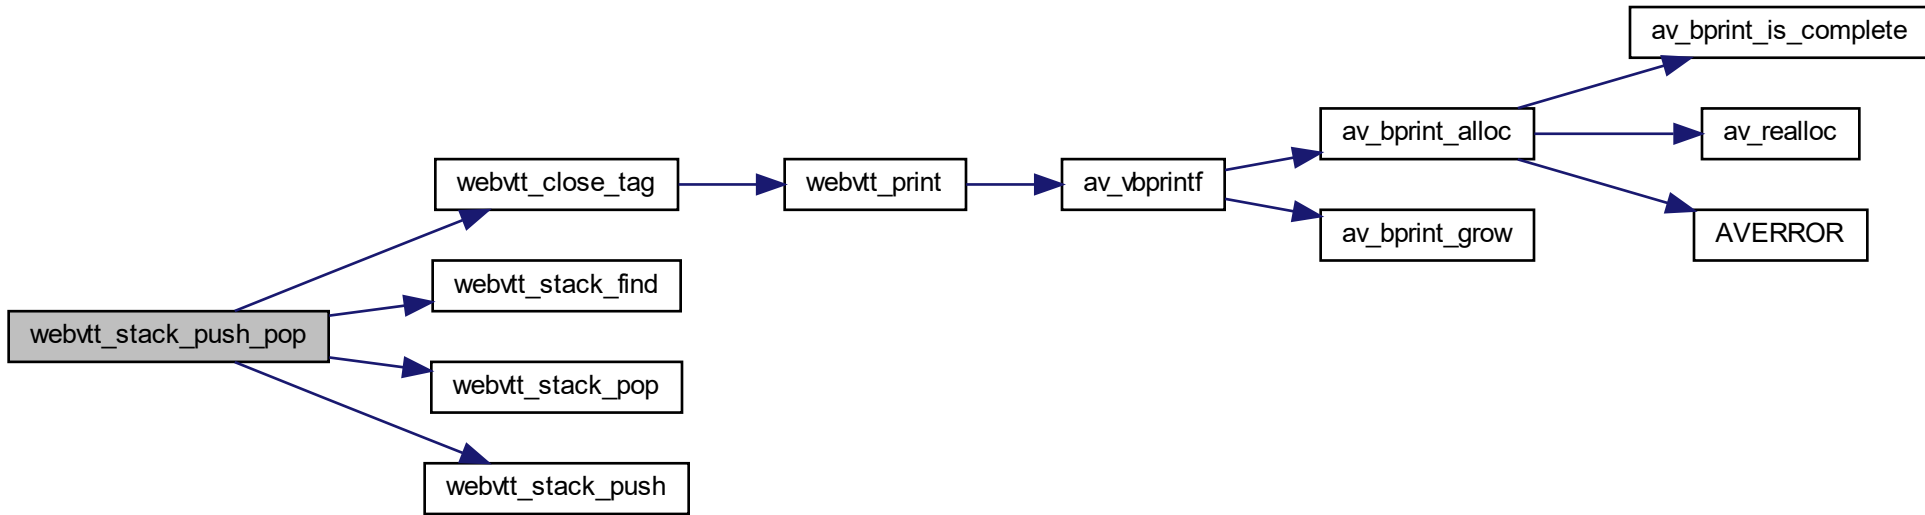 av_bprint_is_complete
av_bprint_alloc
av_realloc
webvtt_close_tag
webvtt_print
av_vbprintf
av_bprint_grow
AVERROR
webvtt_stack_find
webvtt_stack_push_pop
webvtt_stack_pop
webvtt_stack_push